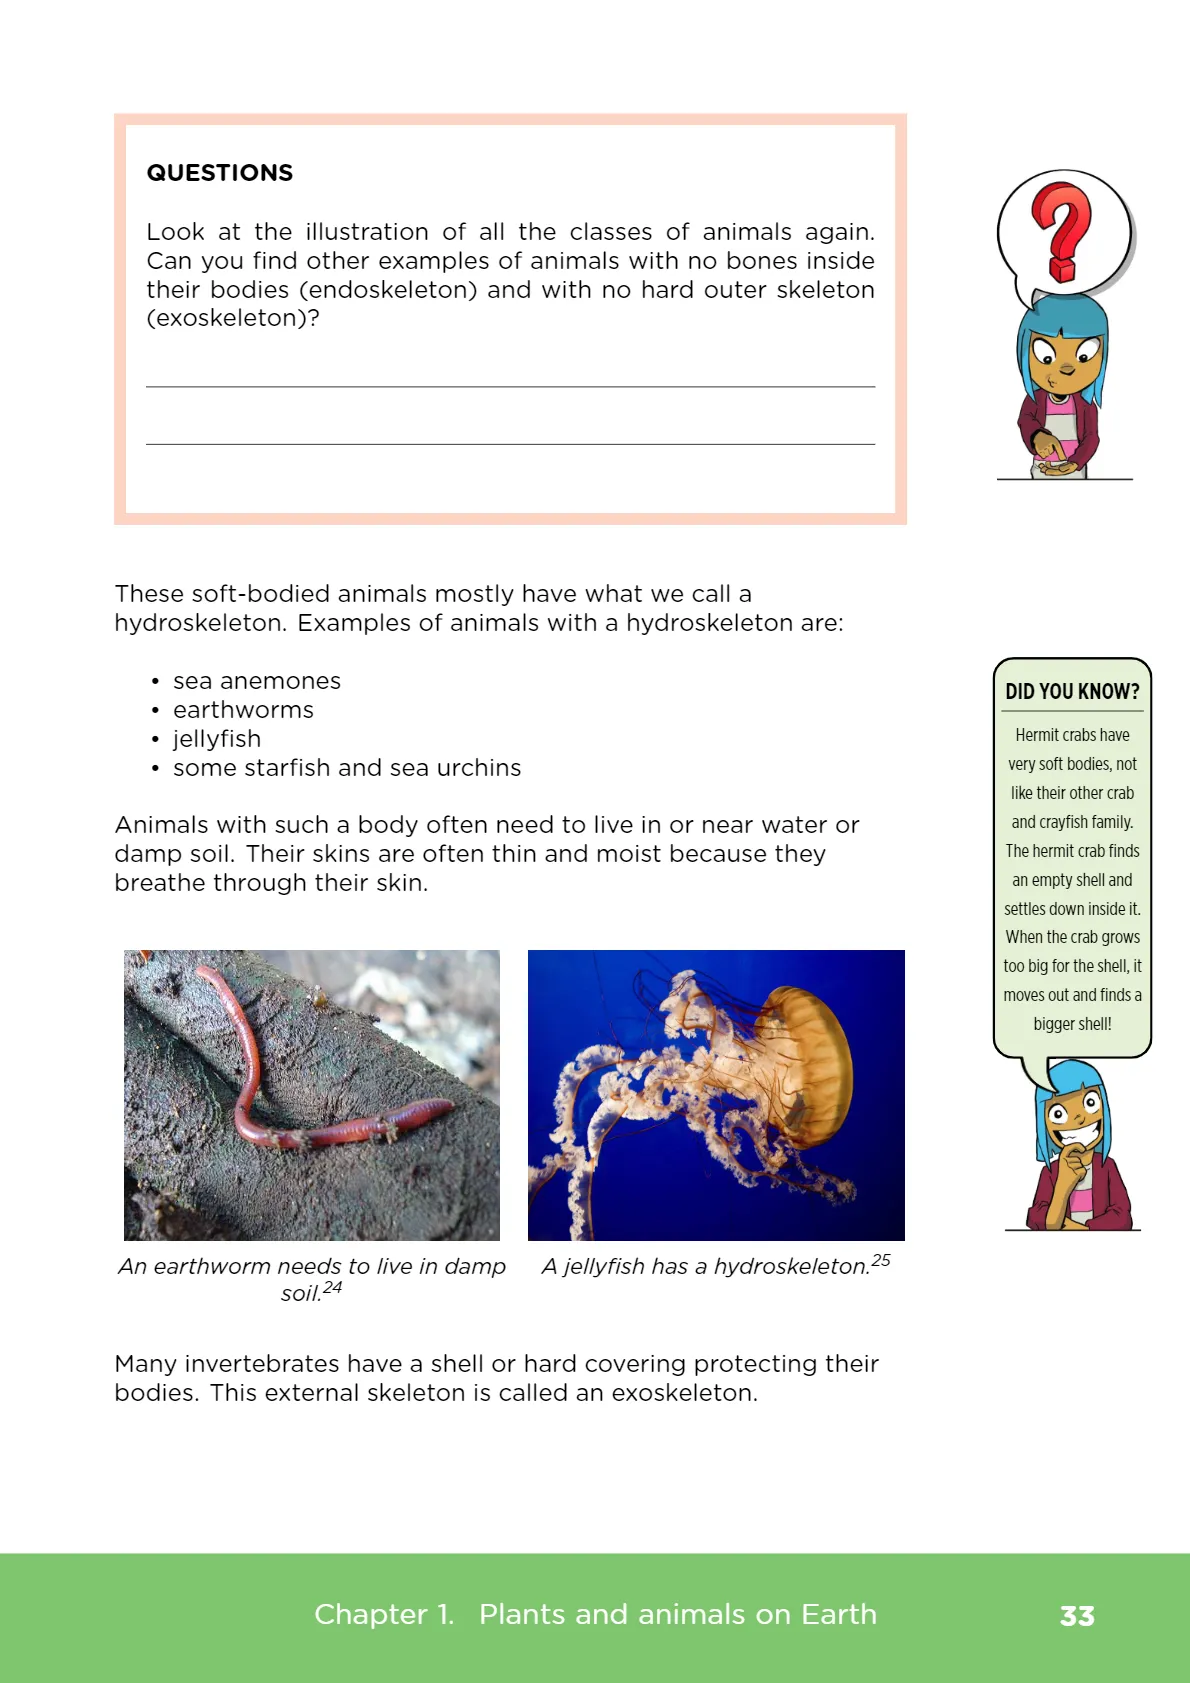 QUESTIONS
Look at the illustration of all the classes of animals again.
Can you find other examples of animals with no bones inside
their bodies (endoskeleton) and with no hard outer skeleton
(exoskeleton)?
These soft-bodied animals mostly have what we call a
hydroskeleton. Examples of animals with a hydroskeleton are:
• sea anemones
• earthworms
• jellyfish
• some starfish and sea urchins
Animals with such a body often need to live in or near water or
damp soil. Their skins are often thin and moist because they
breathe through their skin.
DID YOU KNOW?
Hermit crabs have
very soft bodies, not
like their other crab
and crayfish family.
The hermit crab finds
an empty shell and
settles down inside it.
When the crab grows
too big for the shell, it
moves out and finds a
bigger shell!
An earthworm needs to live in damp
soil.24
A jellyfish has a hydroskeleton.25
Many invertebrates have a shell or hard covering protecting their
bodies. This external skeleton is called an exoskeleton.
Chapter 1. Plants and animals on Earth
33